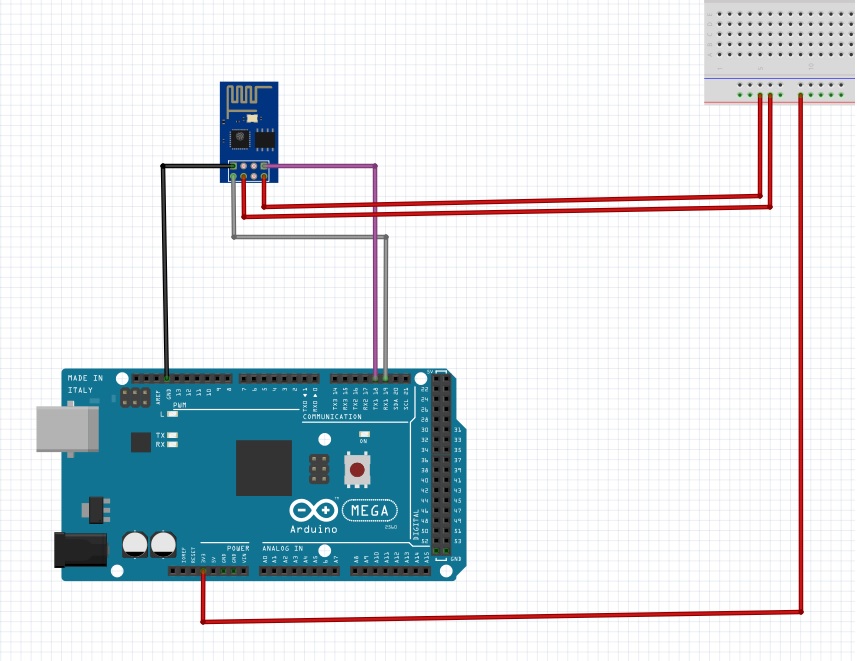 MADE IN
ITALY
AREF
GND
13
12
11
10
9
8
7
6
5
4
3
2
TX0 ◄ 1
RX0 ► 0
TX3 14
RX3 15
TX2 16
RX2 17
TX1 18
RX1 19
SDA 20
SCL 21
PWM
COMMUNICATION
L
TX
RX
ON
5V
22
24
26
28
30 31
32 33
34 35
36 37
38 39
40 41
42 43
44 45
46 47
48 49
50 51
52 53
GND
DIGITAL
Arduino
MEGA
2560
™
POWER
ANALOG IN
IOREF
RESET
3V3
5V
GND
GND
VIN
A0
A1
A2
A3
A4
A5
A6
A7
A8
A9
A10
A11
A12
A13
A14
A15